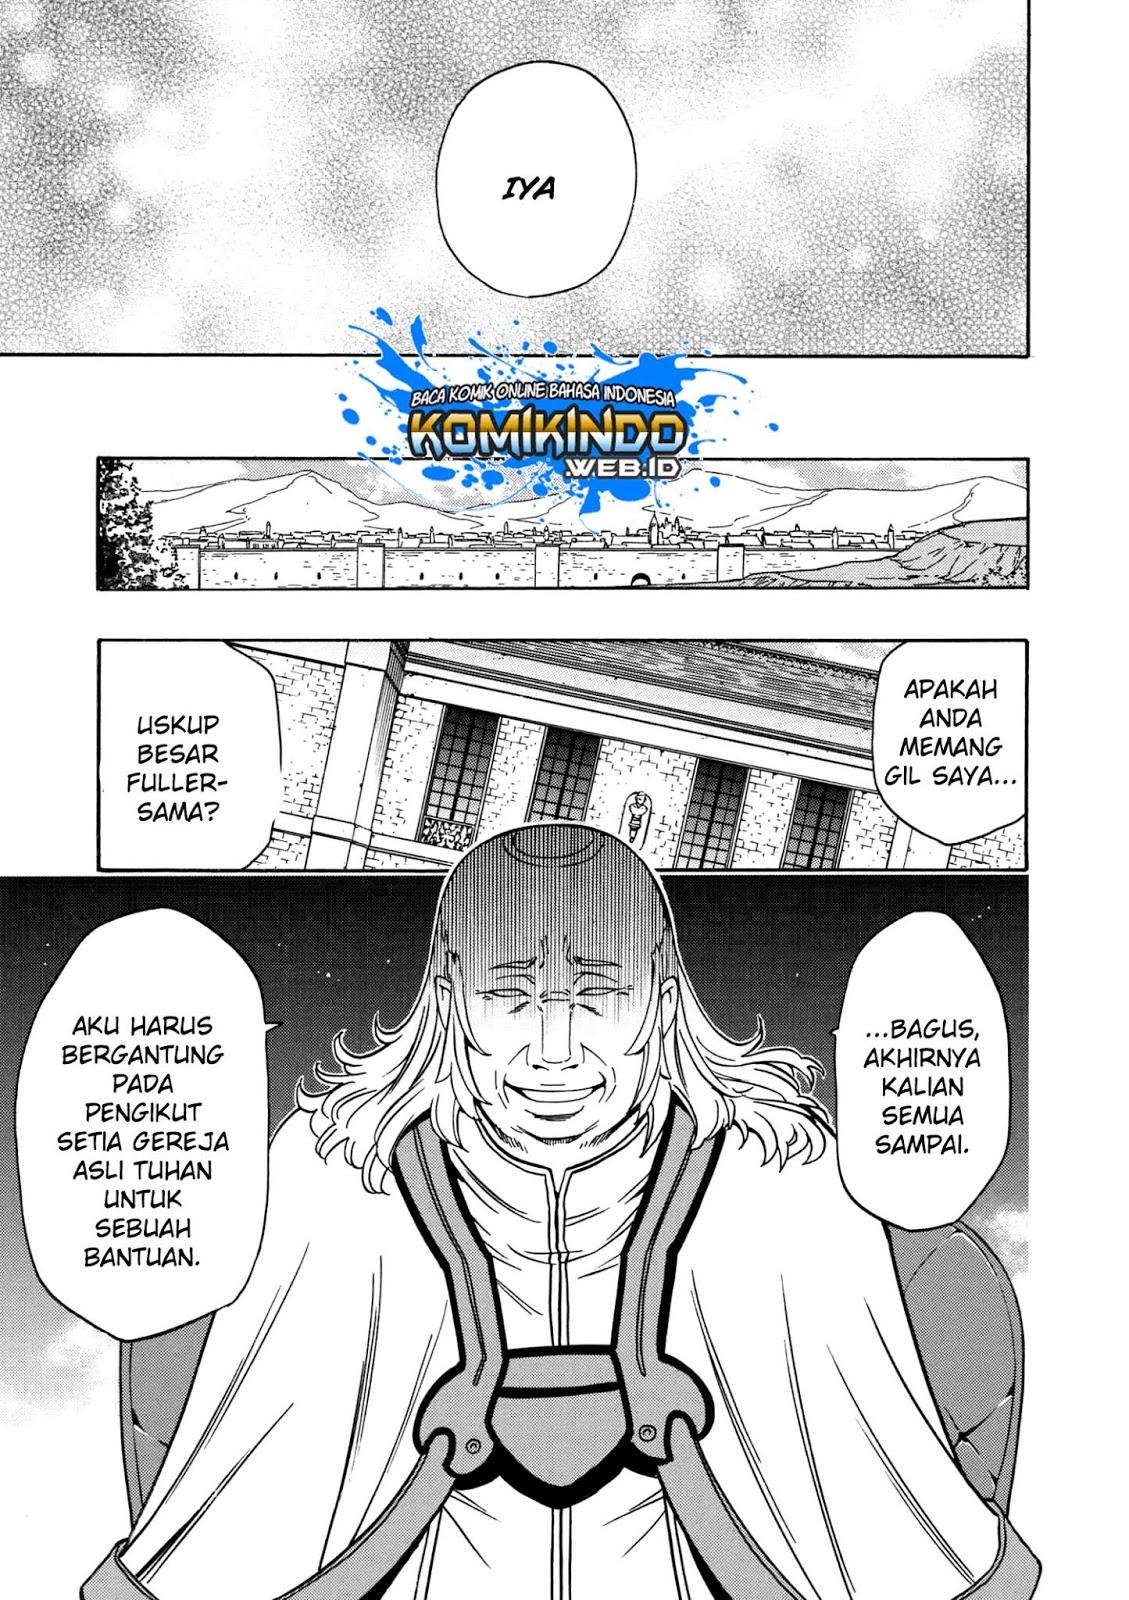 IYA
BACA KOMIK ONLINE BAHASA INDONESIA
KOMIKINDO
.WEB.ID
APAKAH
ANDA
MEMANG
GIL SAYA...
USKUP
BESAR
FULLER-
SAMA?
...BAGUS,
AKHIRNYA
KALIAN
SEMUA
SAMPAI.
AKU HARUS
BERGANTUNG
PADA
PENGIKUT
SETIA GEREJA
ASLI TUHAN
UNTUK
SEBUAH
BANTUAN.